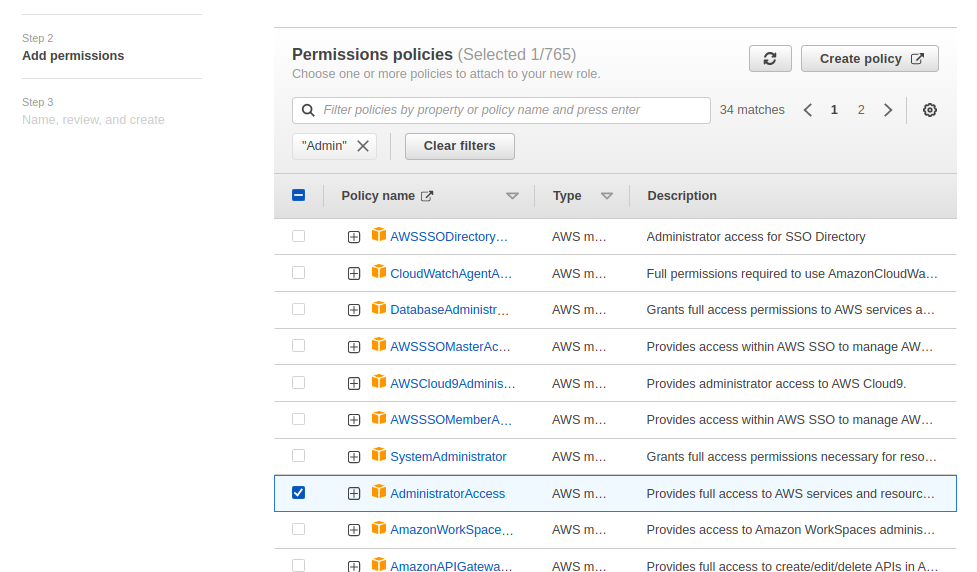 Step 2
Add permissions
Step 3
Name, review, and create
Permissions policies (Selected 1/765)
Choose one or more policies to attach to your new role.
Create policy
Filter policies by property or policy name and press enter
34 matches 1 2
"Admin" Clear filters
Policy name Type Description
AWSSSODirectory… AWS m… Administrator access for SSO Directory
CloudWatchAgentA… AWS m… Full permissions required to use AmazonCloudWa…
DatabaseAdministr… AWS m… Grants full access permissions to AWS services a…
AWSSSOMasterAc… AWS m… Provides access within AWS SSO to manage AW…
AWSCloud9Adminis… AWS m… Provides administrator access to AWS Cloud9.
AWSSSOMemberA… AWS m… Provides access within AWS SSO to manage AW…
SystemAdministrator AWS m… Grants full access permissions necessary for reso…
AdministratorAccess AWS m… Provides full access to AWS services and resourc…
AmazonWorkSpace… AWS m… Provides access to Amazon WorkSpaces adminis…
AmazonAPIGatewa… AWS m… Provides full access to create/edit/delete APIs in A…